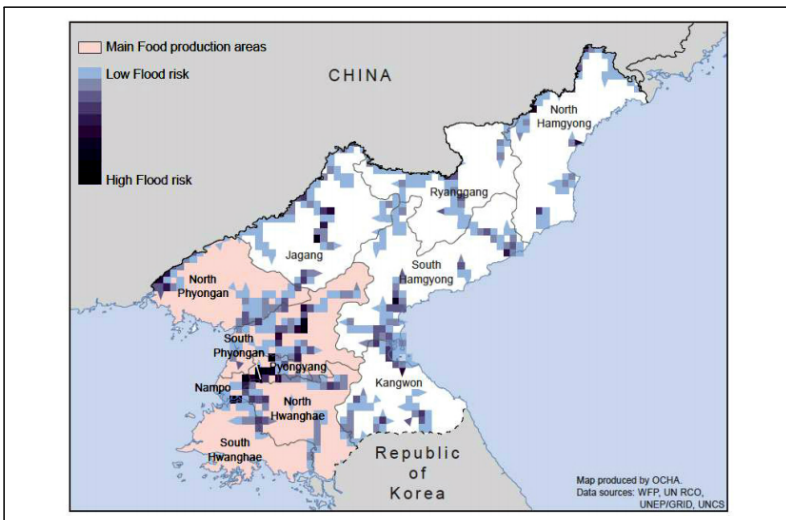 Main Food production areas
Low Flood risk
High Flood risk
CHINA
North
Hamgyong
Ryanggang
Jagang
South
Hamgyong
North
Phyongan
South
Phyongan
Pyongyang
Nampo
Kangwon
North
Hwanghae
South
Hwanghae
Republic
of
Korea
Map produced by OCHA.
Data sources: WFP, UN RCO,
UNEP/GRID, UNCS